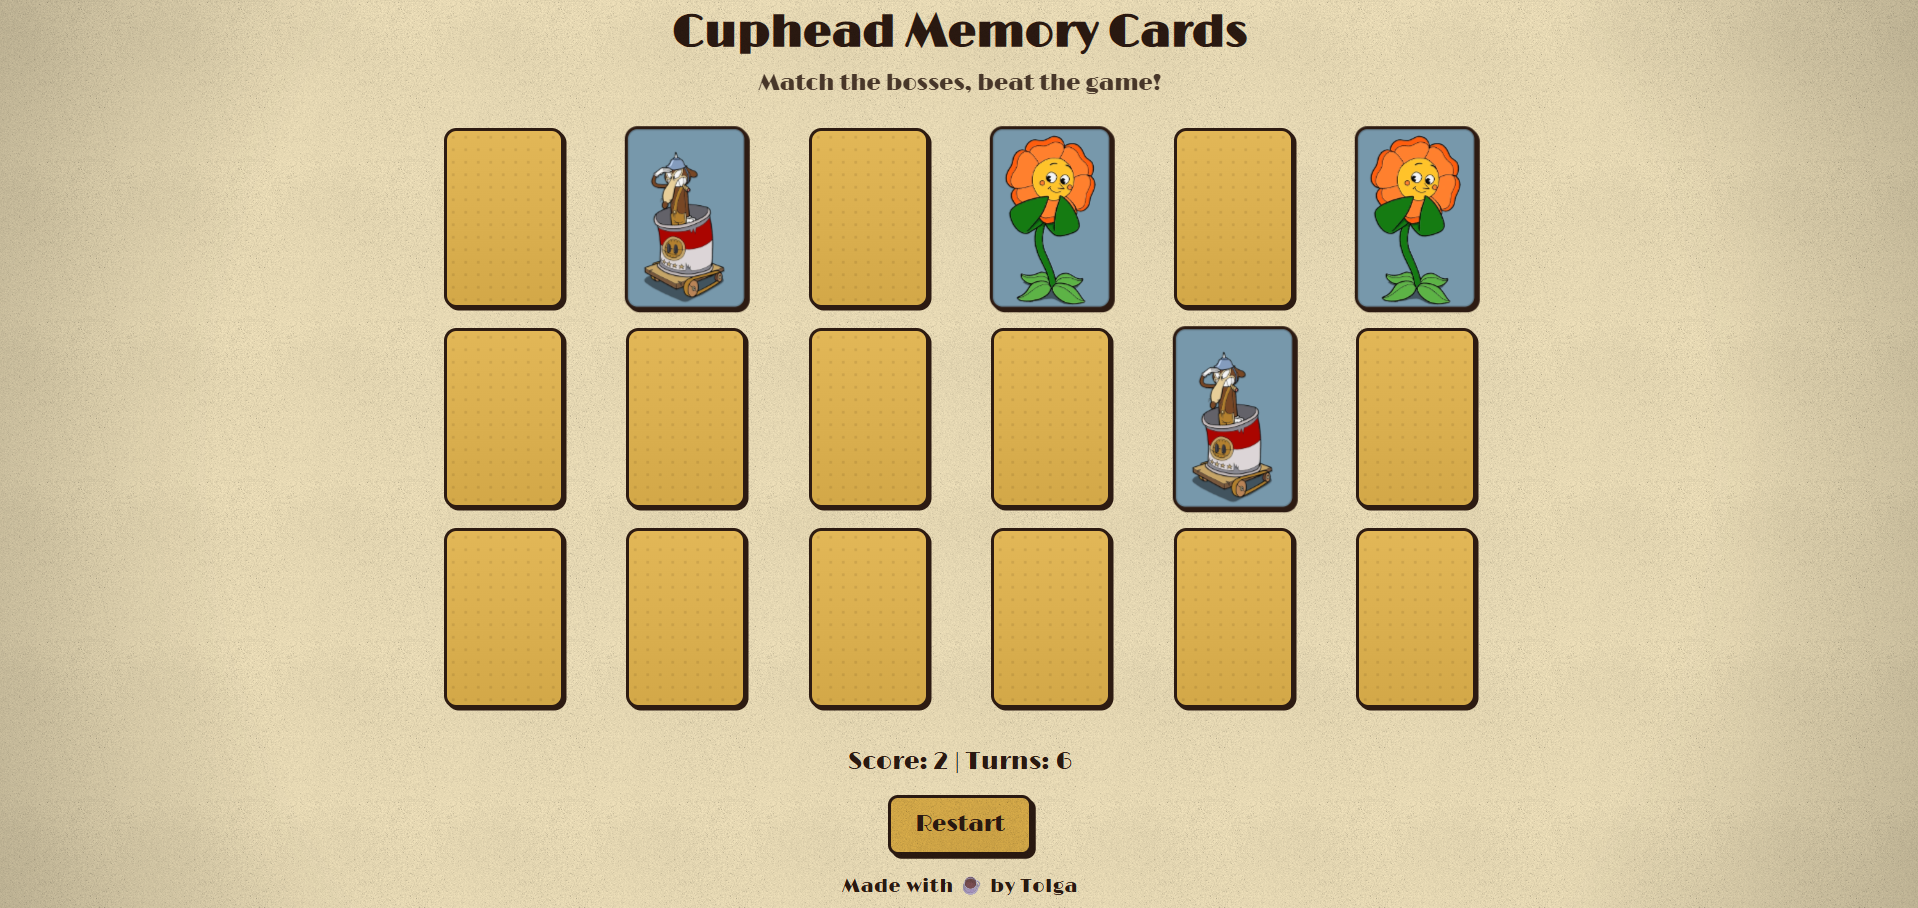 Cuphead Memory Cards
Match the bosses, beat the game!
Score: 2 | Turns: 6
Restart
Made with by Tolga